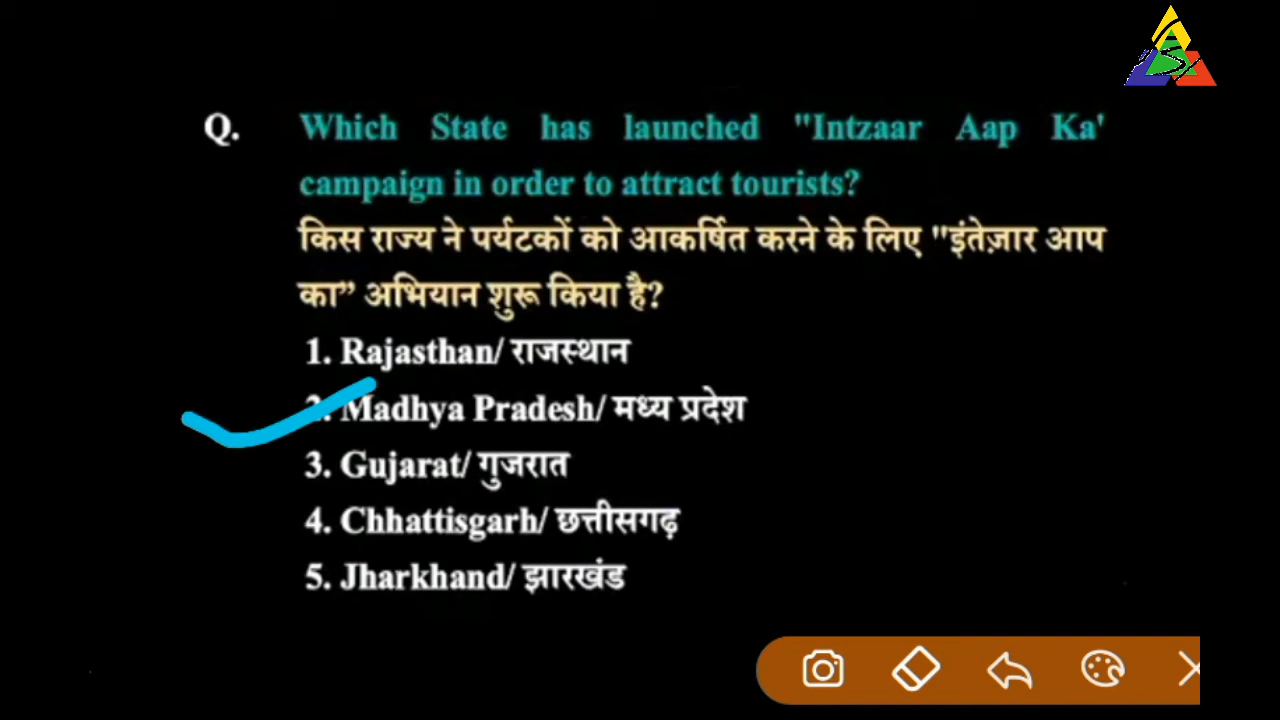 Q. Which State has launched "Intzaar Aap Ka'
campaign in order to attract tourists?
किस राज्य ने पर्यटकों को आकर्षित करने के लिए "इंतेज़ार आप
का” अभियान शुरू किया है?
1. Rajasthan/ राजस्थान
2. Madhya Pradesh/ मध्य प्रदेश
3. Gujarat/ गुजरात
4. Chhattisgarh/ छत्तीसगढ़
5. Jharkhand/ झारखंड